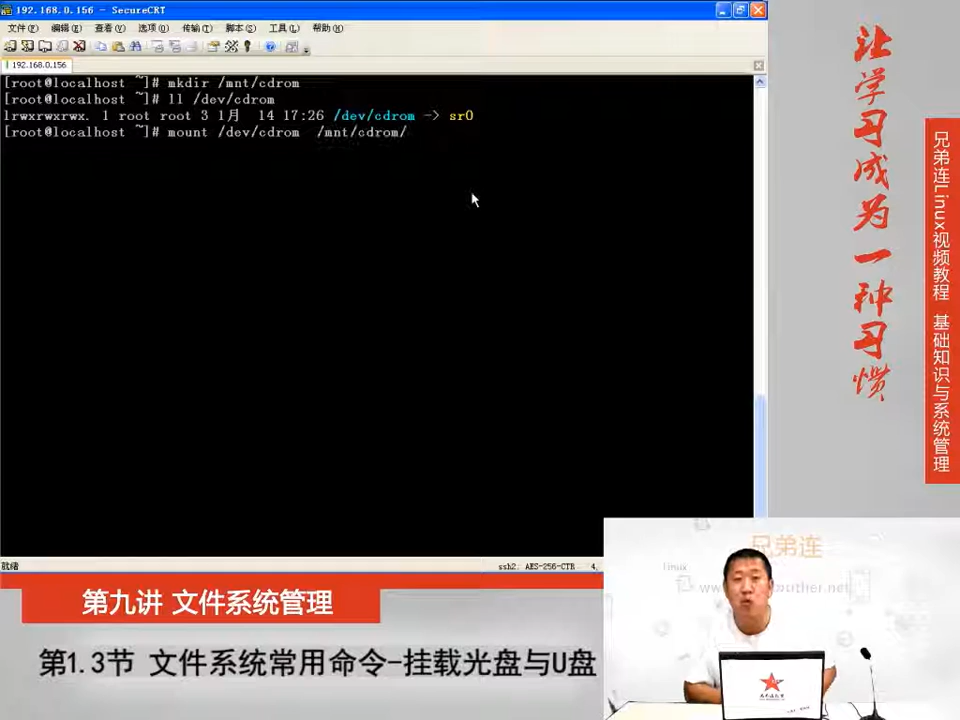 192.168.0.156 - SecureCRT
文件(F) 编辑(E) 查看(V) 选项(O) 传输(T) 脚本(S) 工具(L) 帮助(H)
192.168.0.156
[root@localhost ~]# mkdir /mnt/cdrom
[root@localhost ~]# ll /dev/cdrom
lrwxrwxrwx. 1 root root 3 1月  14 17:26 /dev/cdrom -> sr0
[root@localhost ~]# mount /dev/cdrom  /mnt/cdrom/
就绪
ssh2: AES-256-CTR 4,
让学习成为一种习惯
兄弟连Linux视频教程 基础知识与系统管理
兄弟连
Linux
第九讲 文件系统管理
第1.3节 文件系统常用命令-挂载光盘与U盘